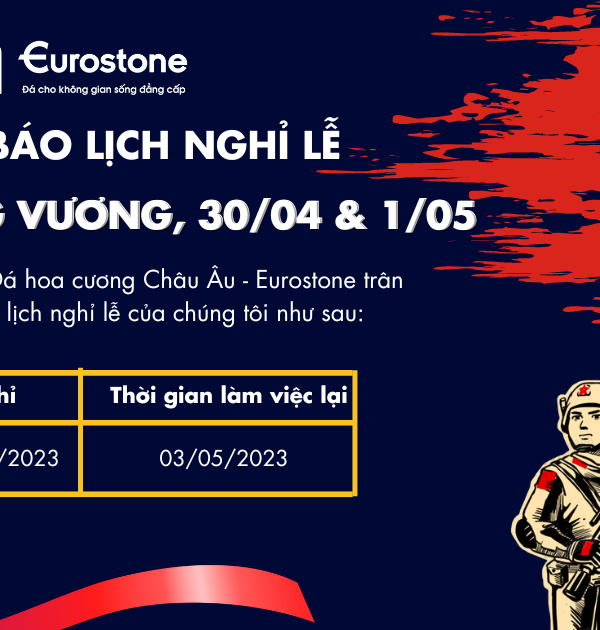 Eurostone
Đá cho không gian sống đẳng cấp
BÁO LỊCH NGHỈ LỄ
VƯƠNG, 30/04 & 1/05
Đá hoa cương Châu Âu - Eurostone trân
lịch nghỉ lễ của chúng tôi như sau:
Thời gian làm việc lại
/2023 03/05/2023